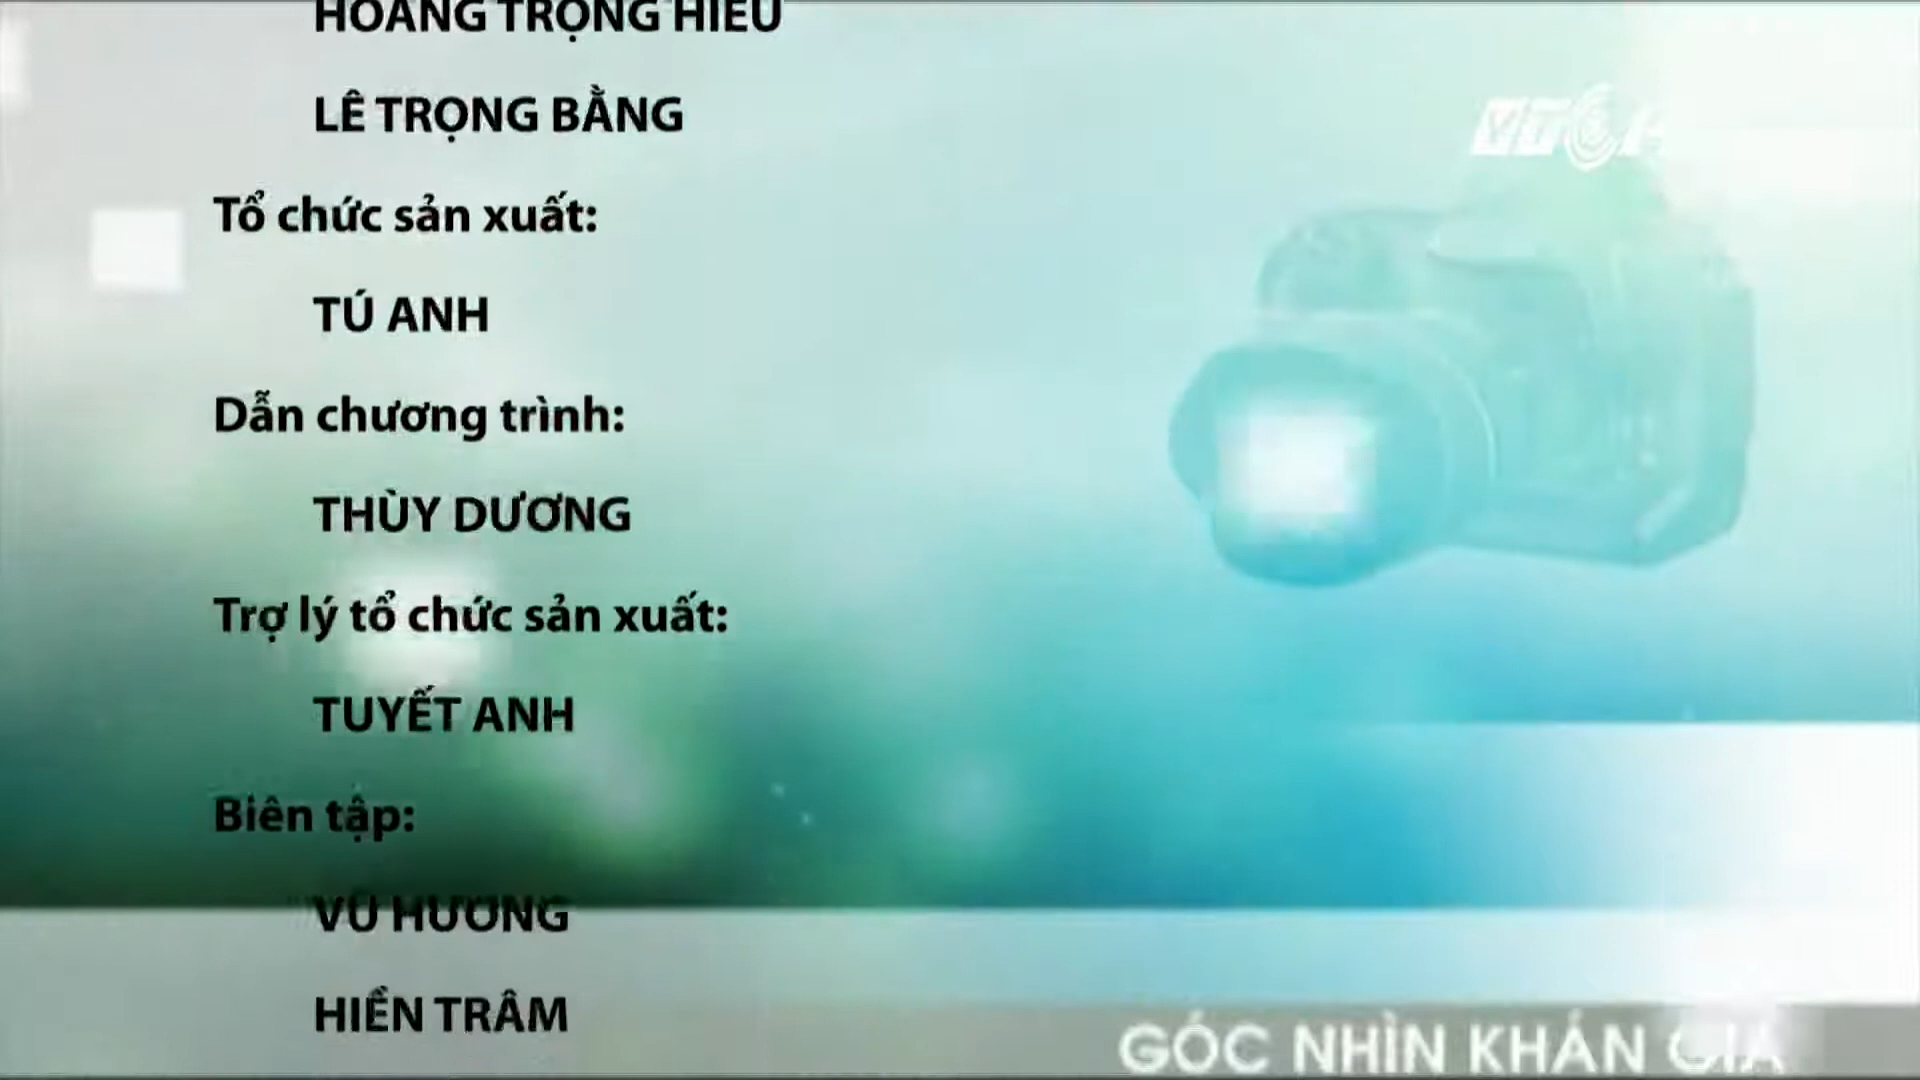 HOÀNG TRỌNG HIẾU
LÊ TRỌNG BẰNG
Tổ chức sản xuất:
TÚ ANH
Dẫn chương trình:
THÙY DƯƠNG
Trợ lý tổ chức sản xuất:
TUYẾT ANH
Biên tập:
VŨ HƯƠNG
HIỀN TRÂM
GÓC NHÌN KHÁN GIẢ